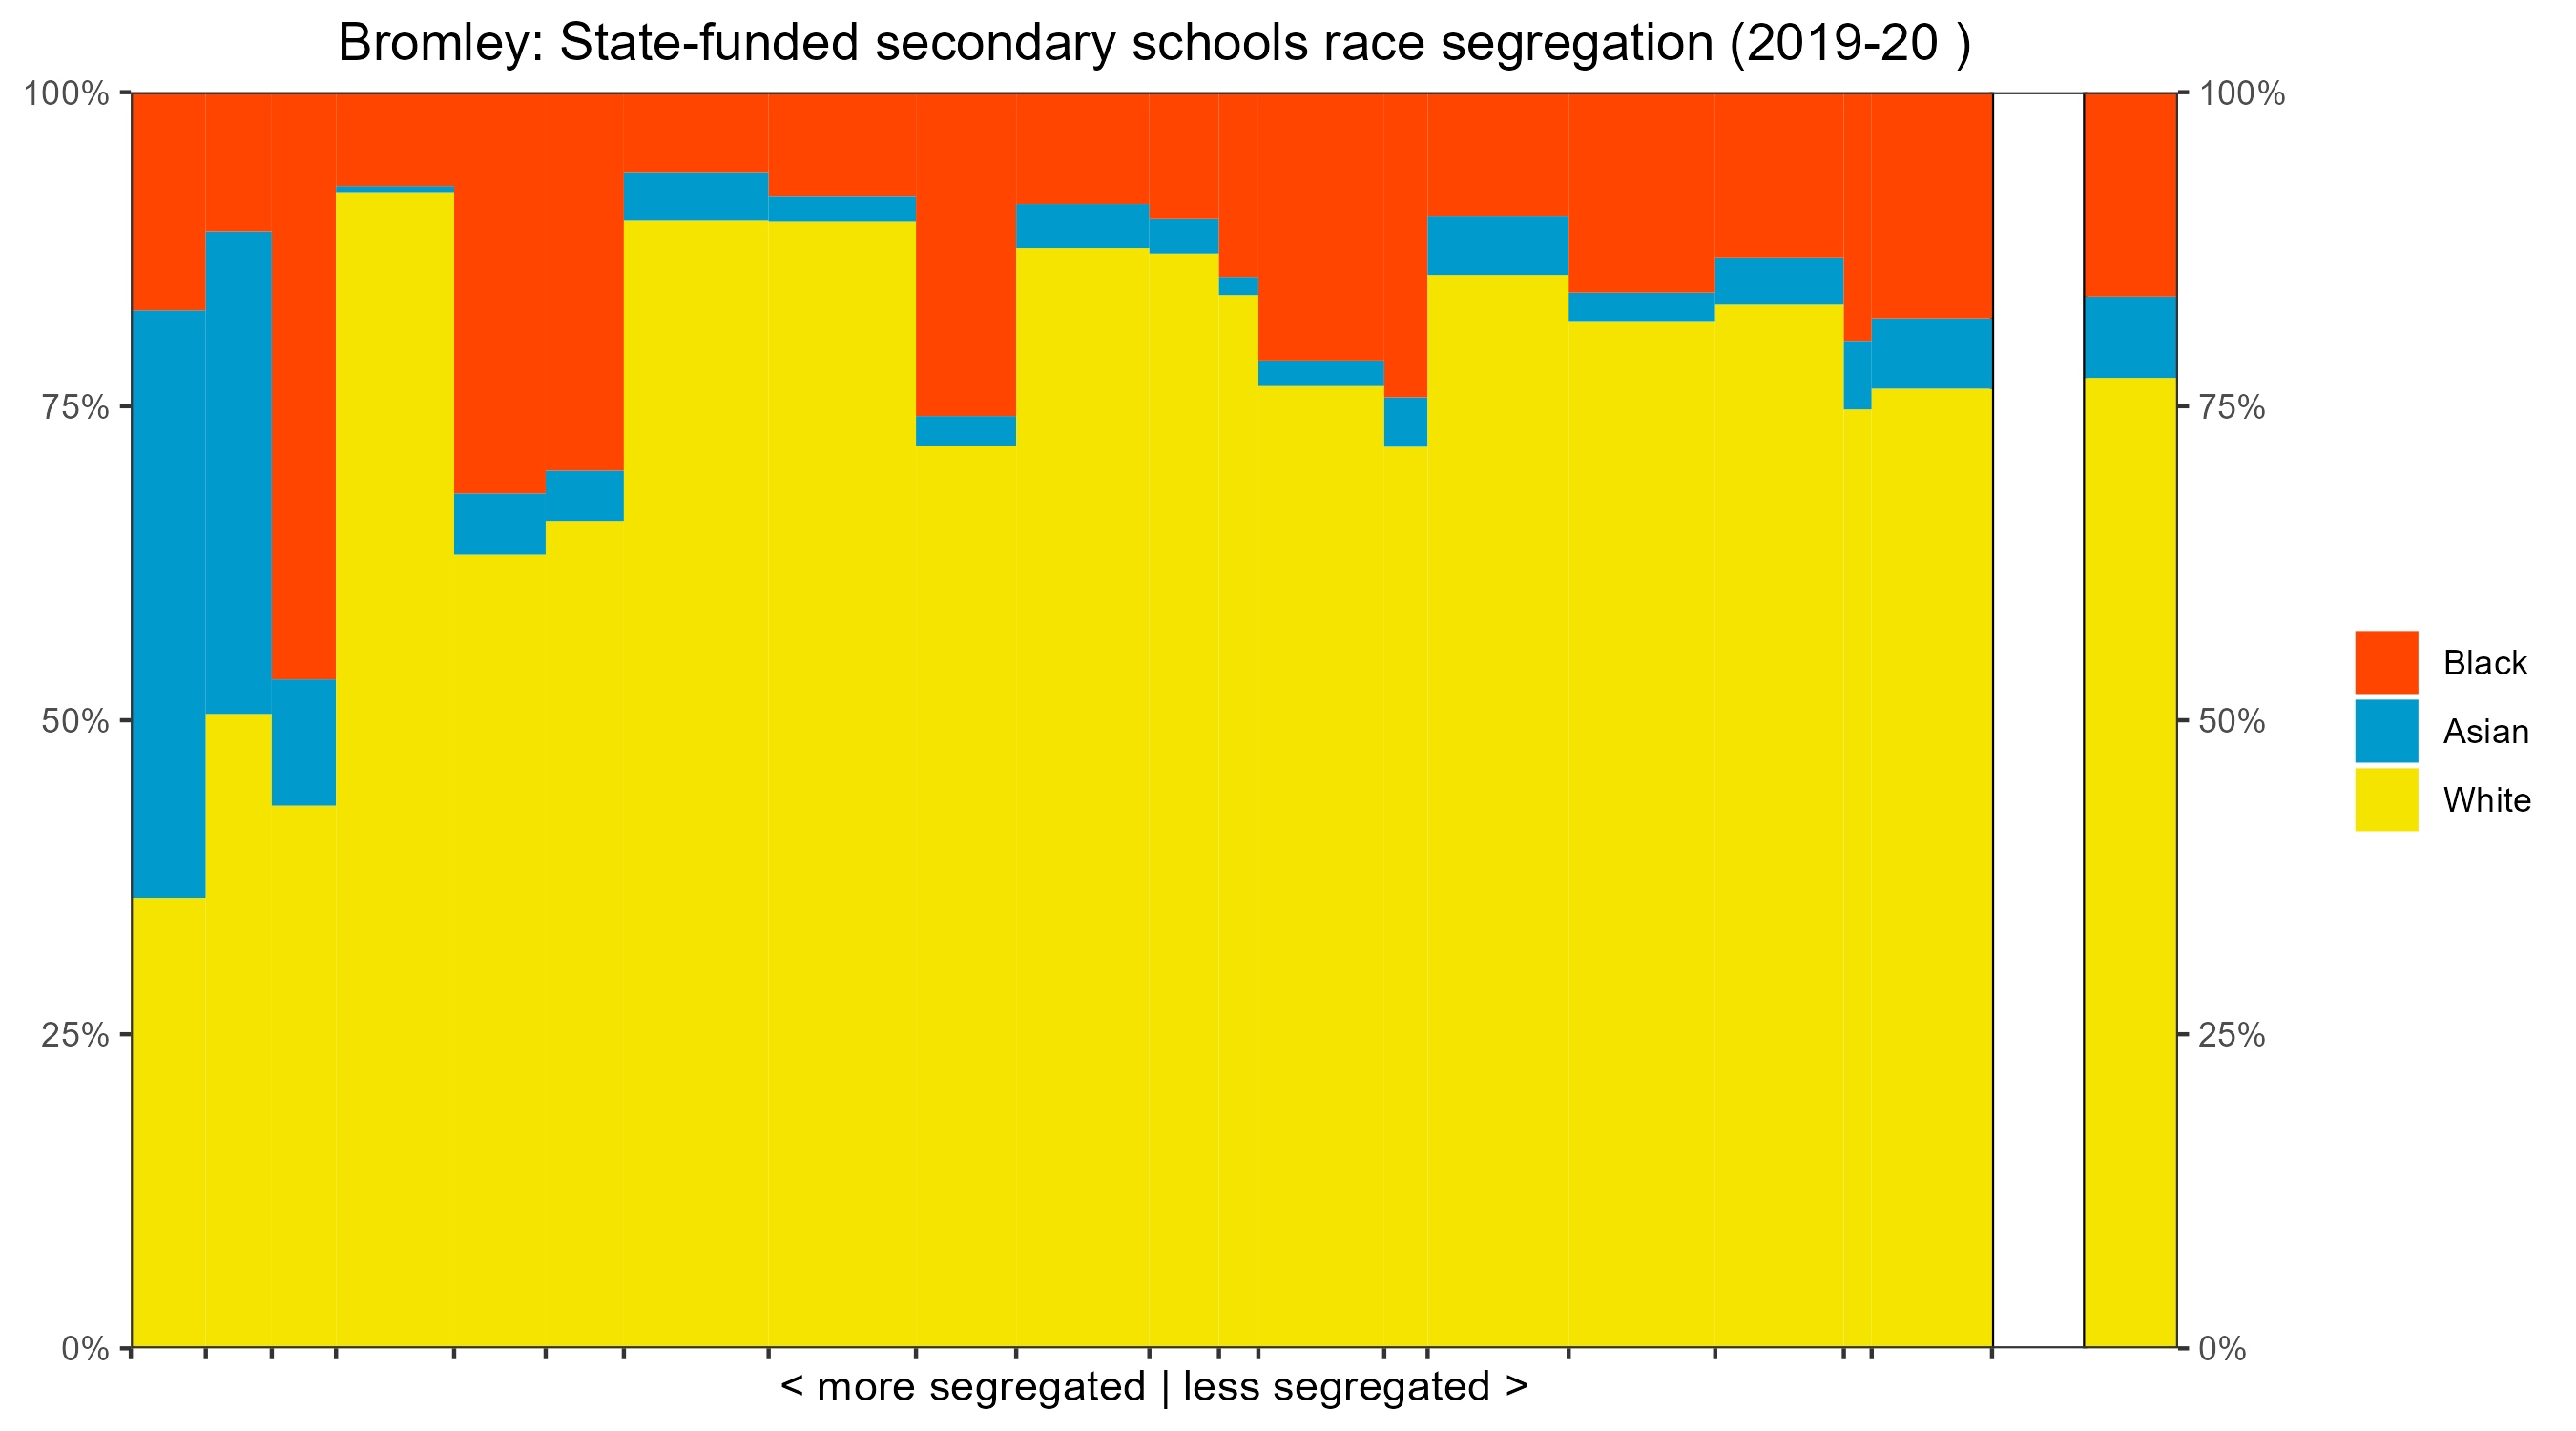 Bromley: State-funded secondary schools race segregation (2019-20 )
100%
75%
50%
25%
0%
100%
75%
50%
25%
0%
Black
Asian
White
< more segregated | less segregated >